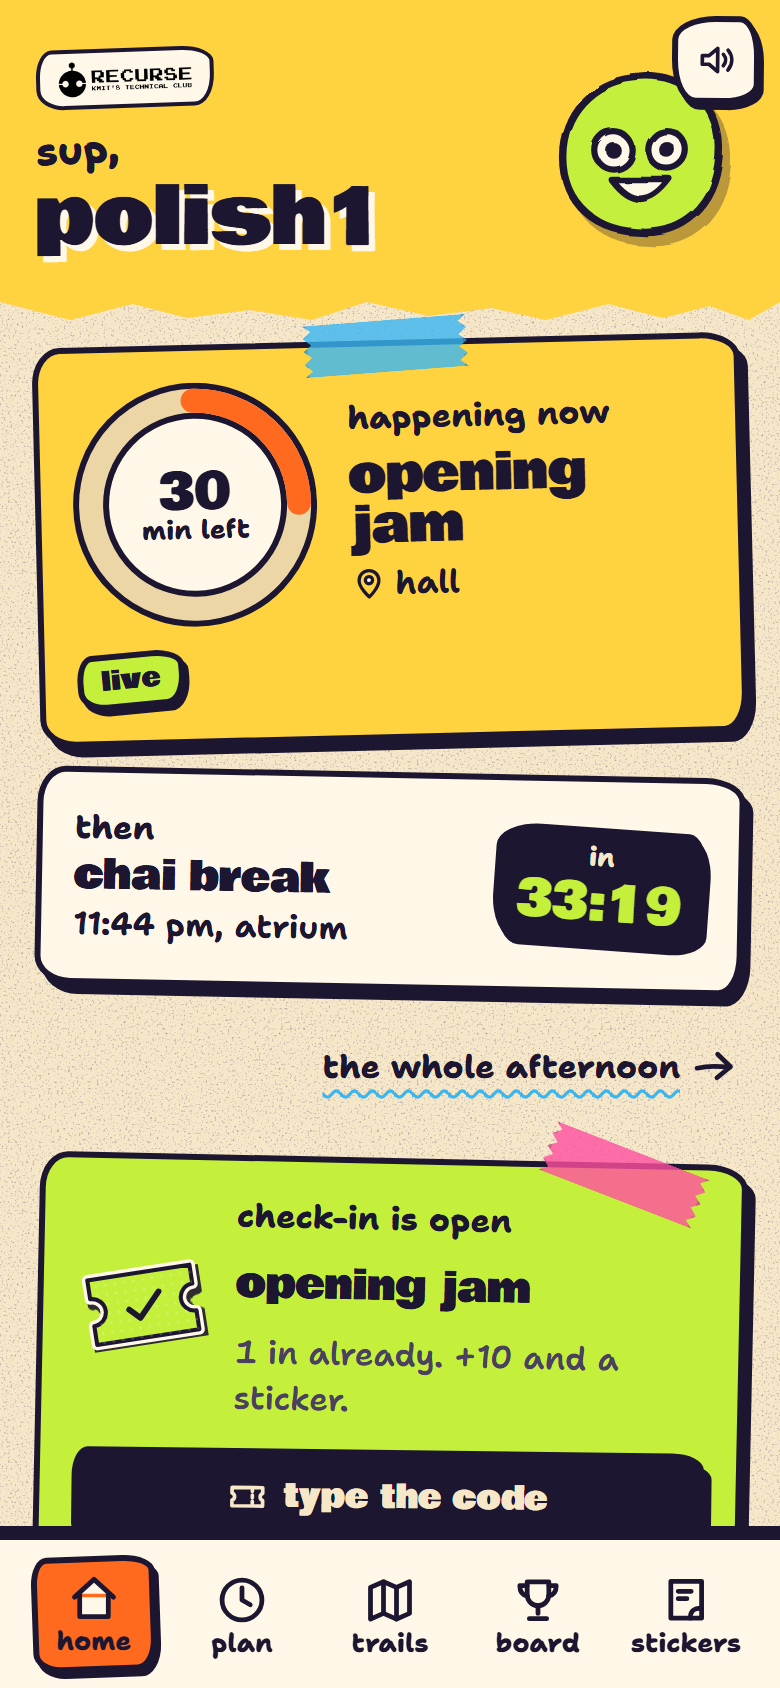 RECURSE
KMIT'S TECHNICAL CLUB
sup,
polish1
30
min left
happening now
opening
jam
hall
live
then
chai break
11:44 pm, atrium
in
33:19
the whole afternoon →
check-in is open
opening jam
1 in already. +10 and a
sticker.
type the code
home
plan
trails
board
stickers